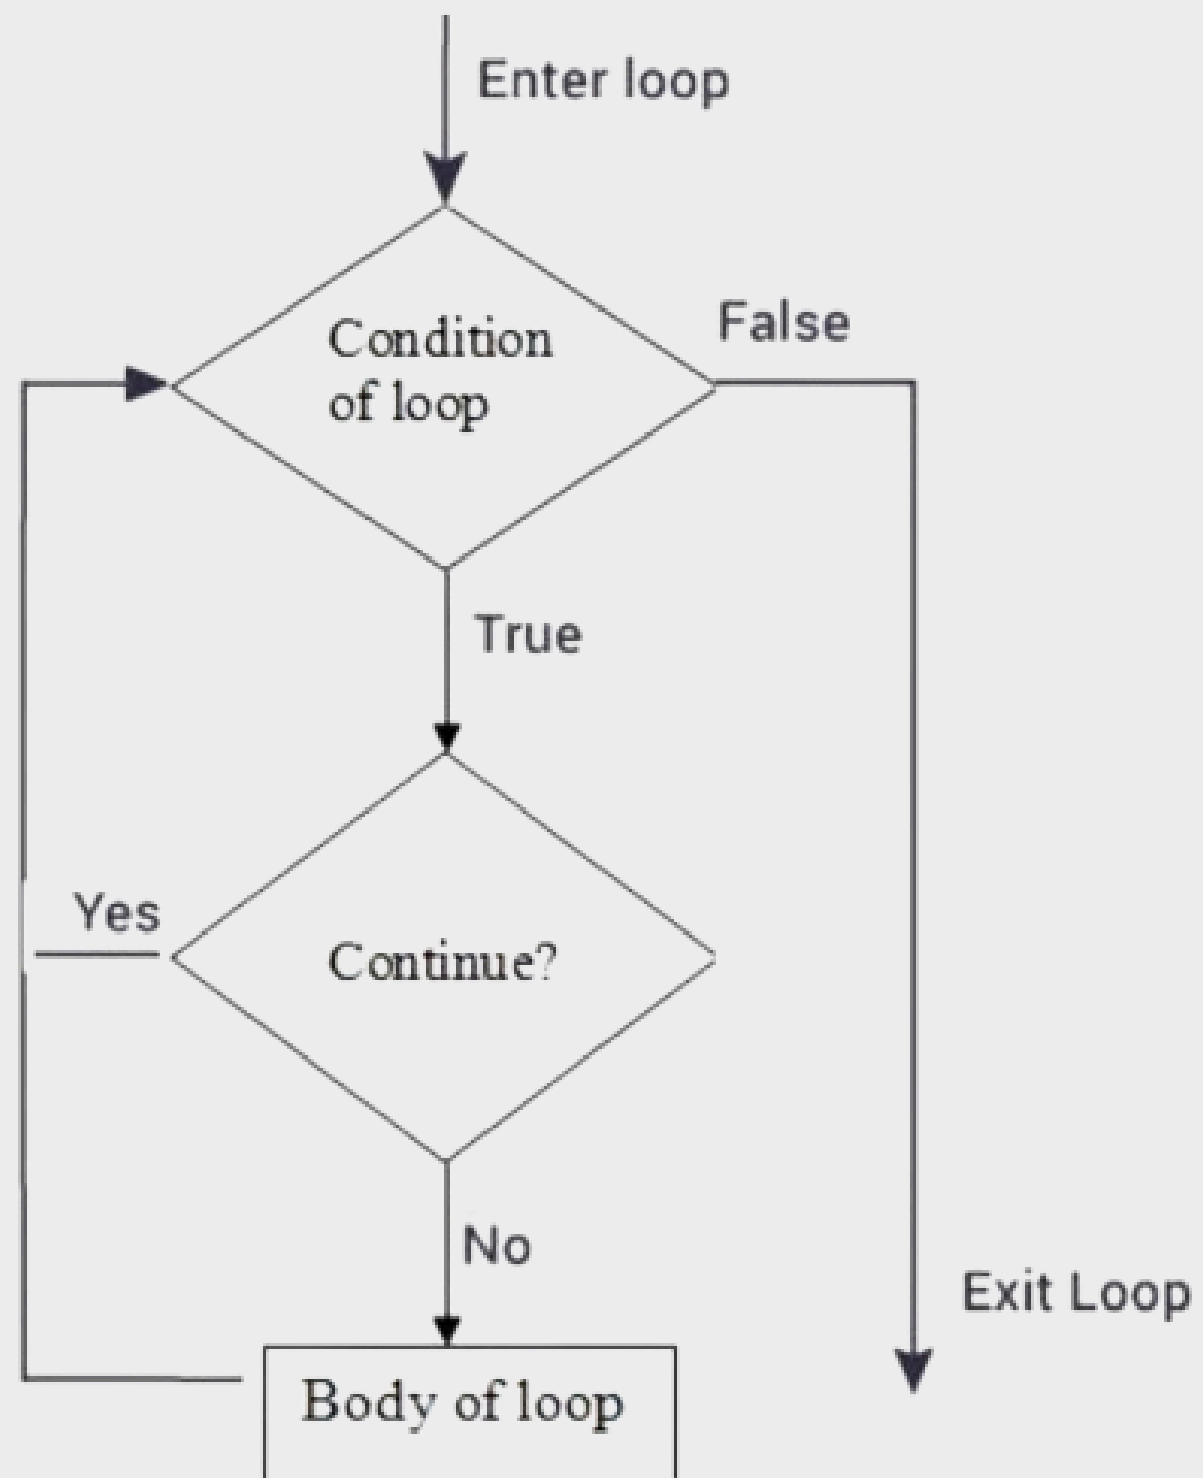 Enter loop
Condition
of loop
False
True
Yes
Continue?
No
Exit Loop
Body of loop